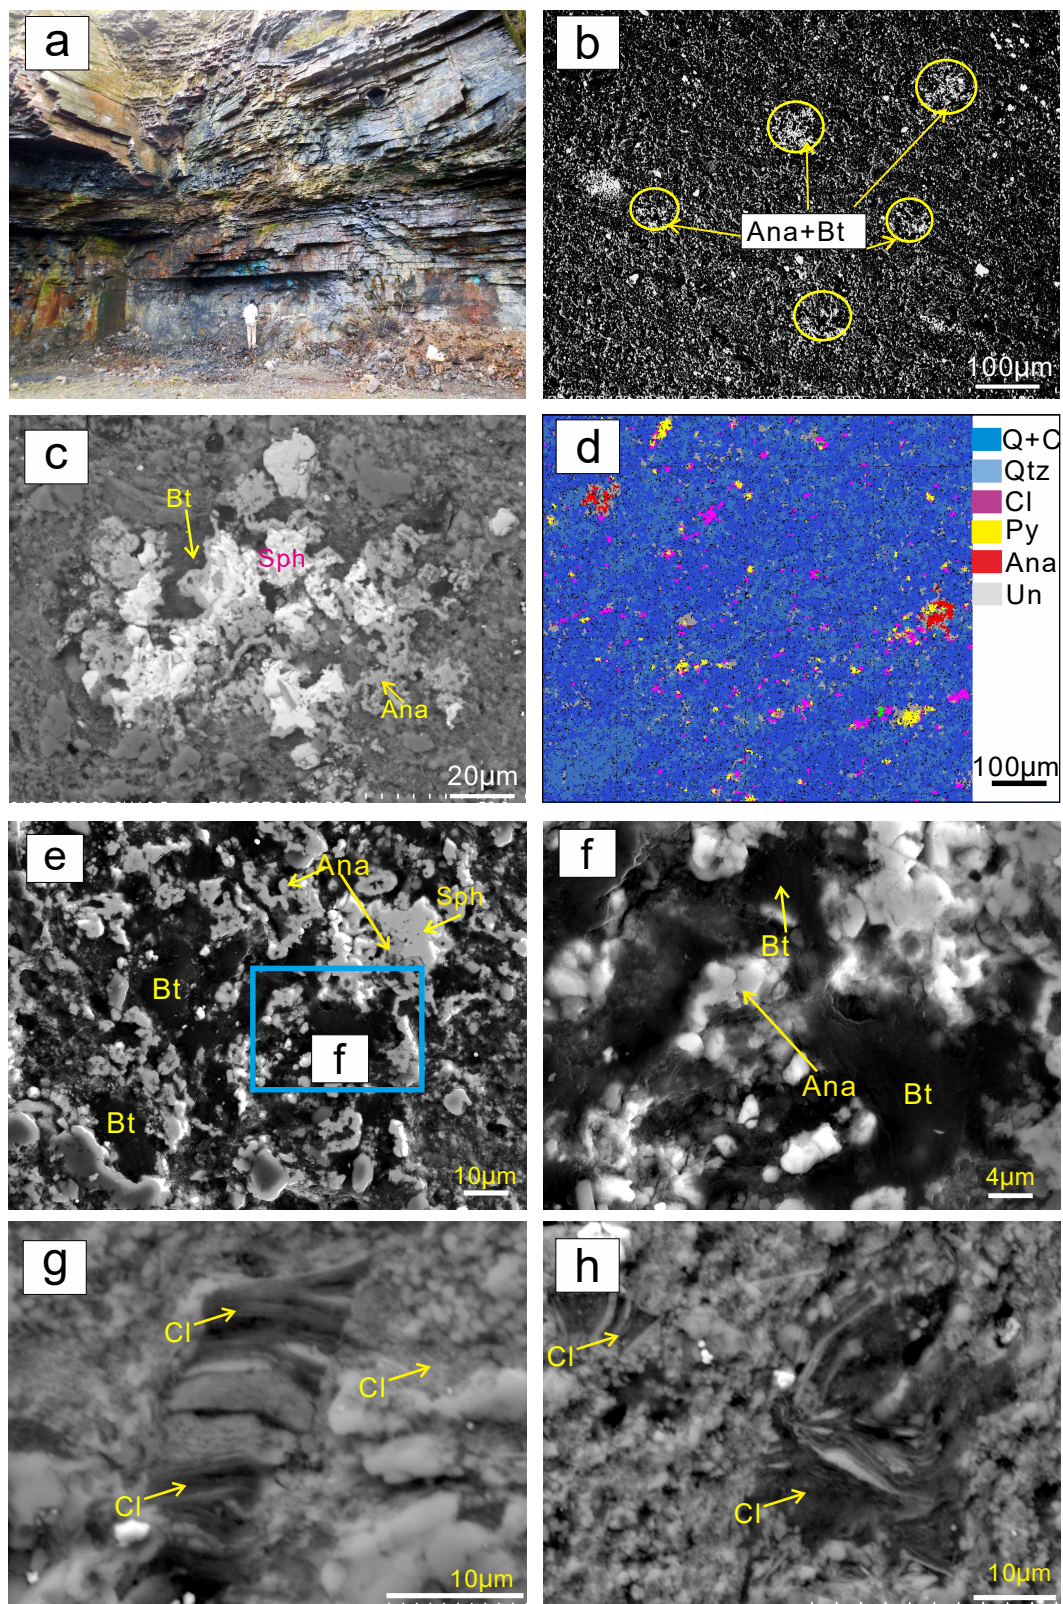 a
b
Ana+Bt
100μm
c
Bt
Sph
Ana
20μm
d
Q+C
Qtz
Cl
Py
Ana
Un
100μm
e
Ana
Sph
Bt
f
Bt
10μm
f
Bt
Ana
Bt
4μm
g
Cl
Cl
Cl
10μm
h
Cl
Cl
10μm